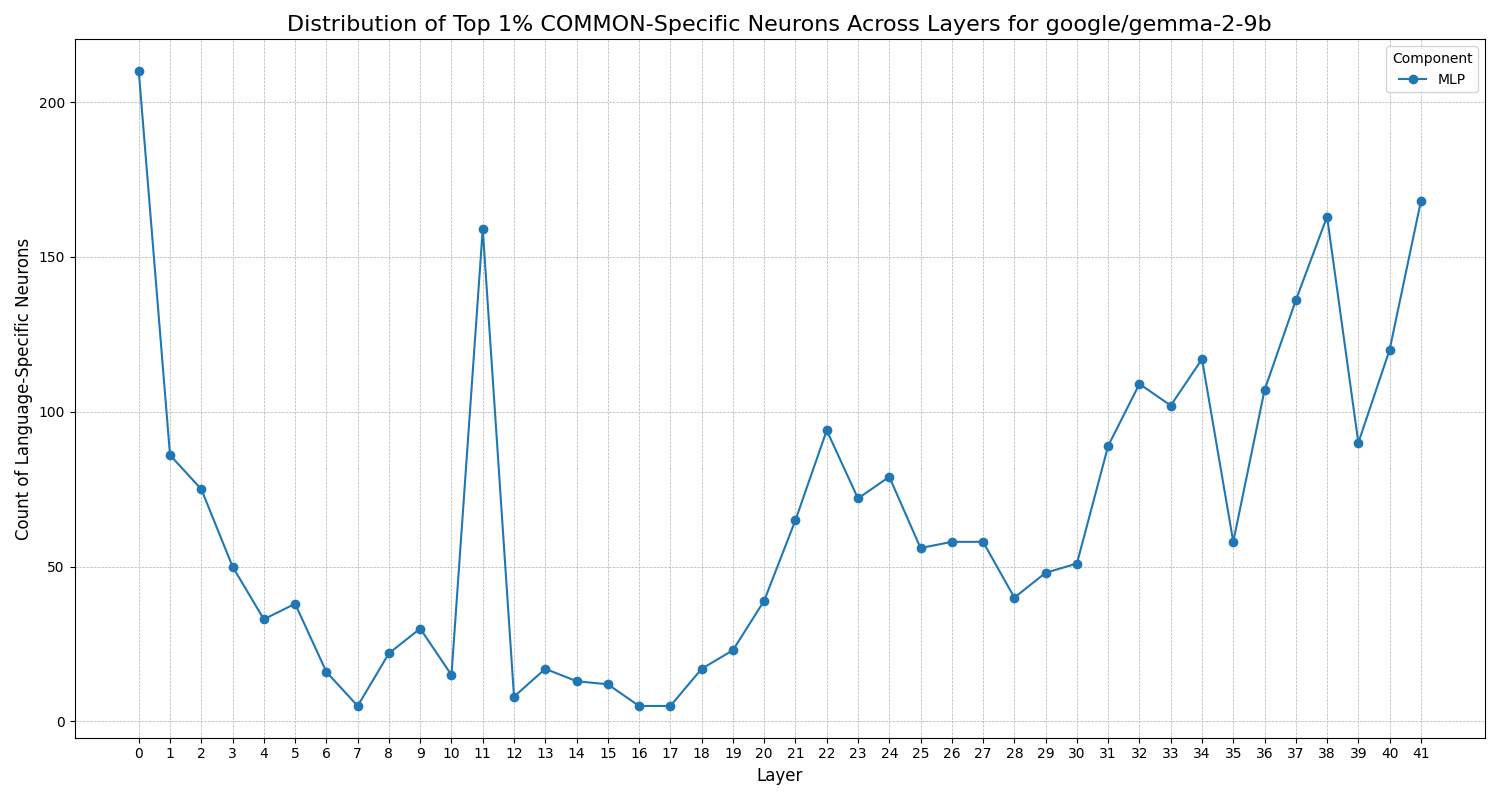 Distribution of Top 1% COMMON-Specific Neurons Across Layers for google/gemma-2-9b
Component
MLP
Count of Language-Specific Neurons
200
150
100
50
0
0 1 2 3 4 5 6 7 8 9 10 11 12 13 14 15 16 17 18 19 20 21 22 23 24 25 26 27 28 29 30 31 32 33 34 35 36 37 38 39 40 41
Layer